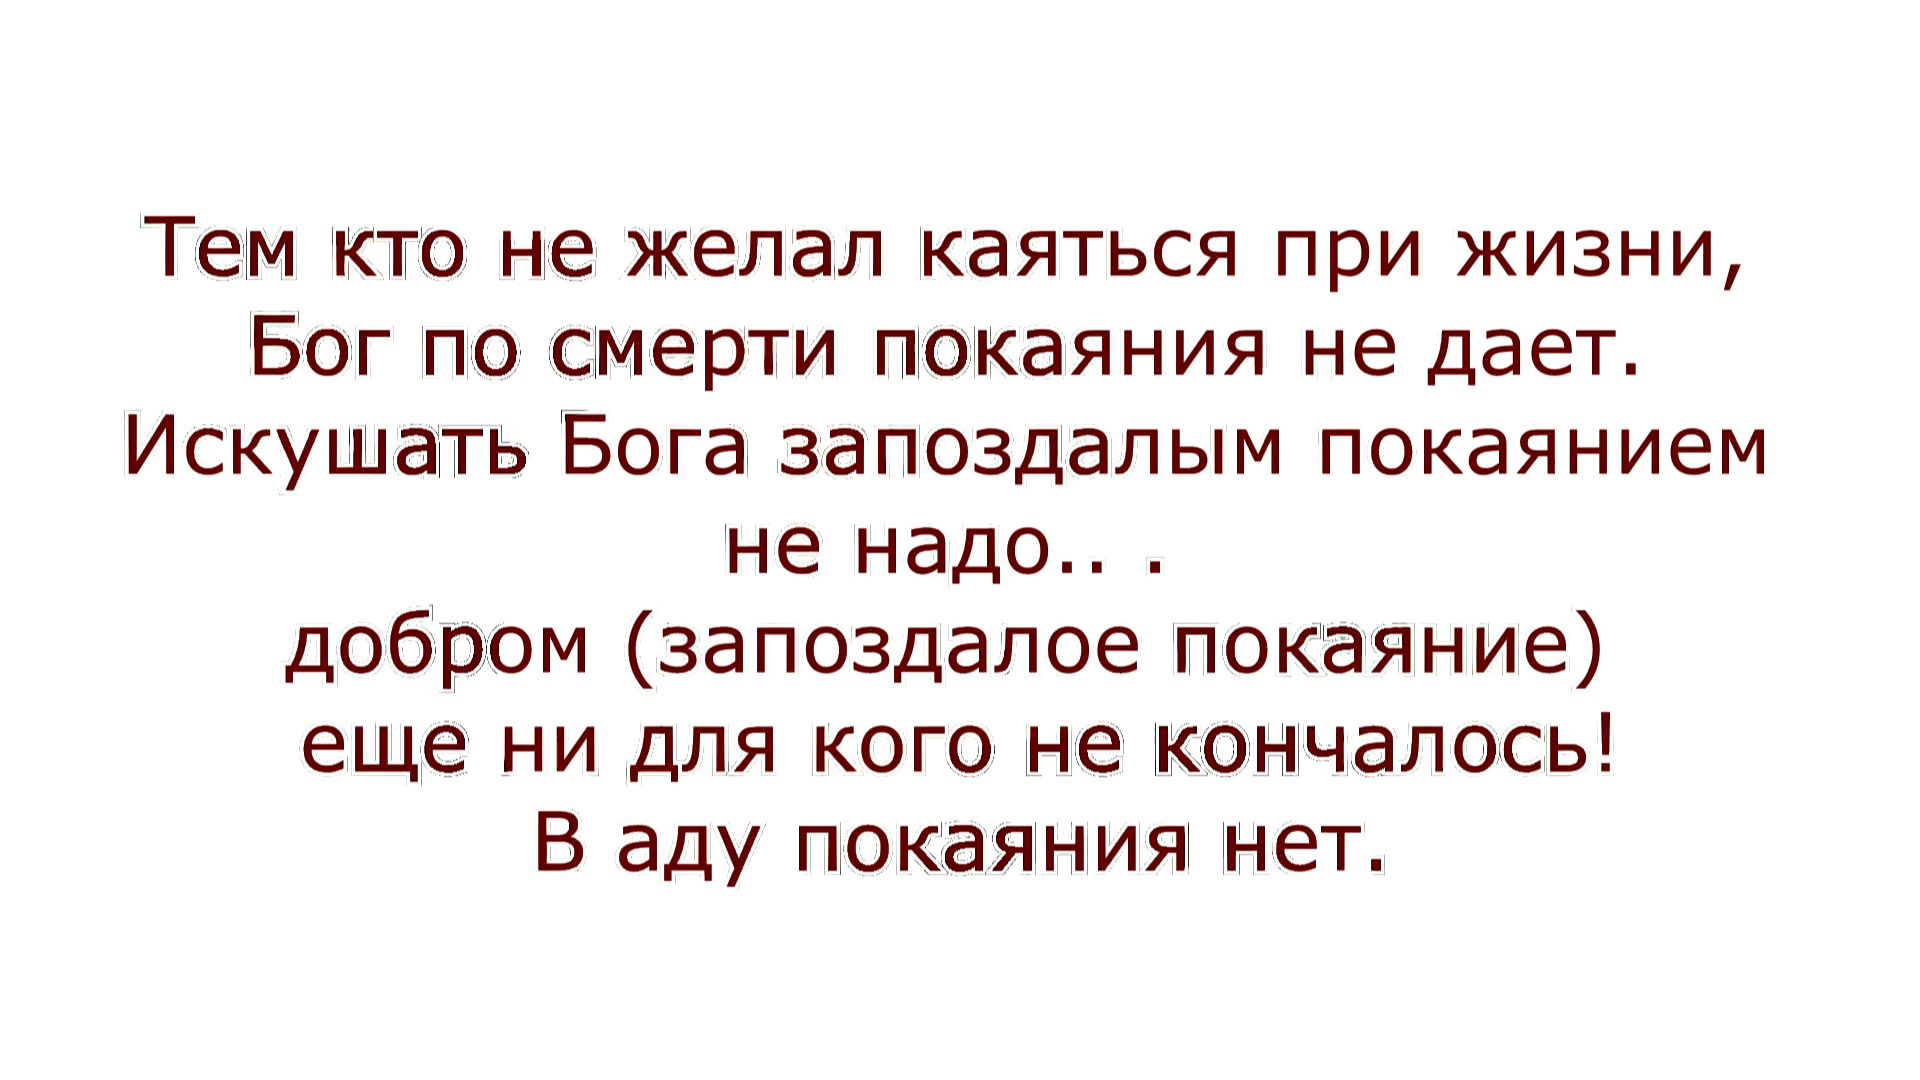 Тем кто не желал каяться при жизни,
Бог по смерти покаяния не дает.
Искушать Бога запоздалым покаянием
не надо.. .
добром (запоздалое покаяние)
еще ни для кого не кончалось!
В аду покаяния нет.